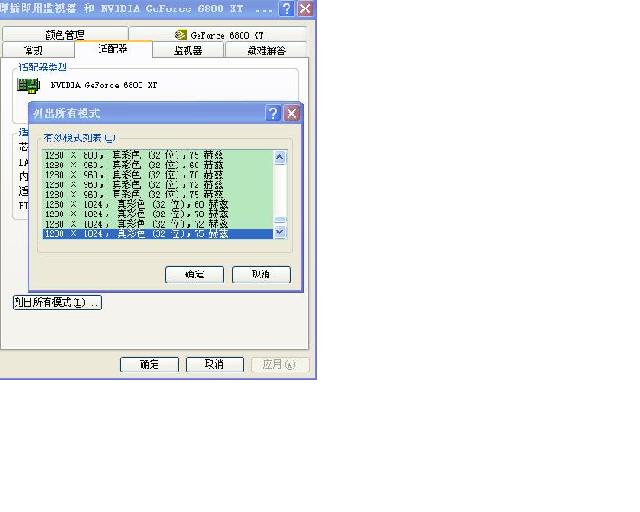 即插即用监视器 和 NVIDIA GeForce 6800 XT ...
颜色管理 GeForce 6800 XT
常规 适配器 监视器 疑难解答
适配器类型
NVIDIA GeForce 6800 XT
列出所有模式
有效模式列表(L)
1280 X 800, 真彩色 (32 位), 75 赫兹
1280 X 960, 真彩色 (32 位), 60 赫兹
1280 X 960, 真彩色 (32 位), 70 赫兹
1280 X 960, 真彩色 (32 位), 72 赫兹
1280 X 960, 真彩色 (32 位), 75 赫兹
1280 X 1024, 真彩色 (32 位), 60 赫兹
1280 X 1024, 真彩色 (32 位), 70 赫兹
1280 X 1024, 真彩色 (32 位), 72 赫兹
1280 X 1024, 真彩色 (32 位), 75 赫兹
芯
内
确定 取消
列出所有模式(L)...
确定 取消 应用(A)